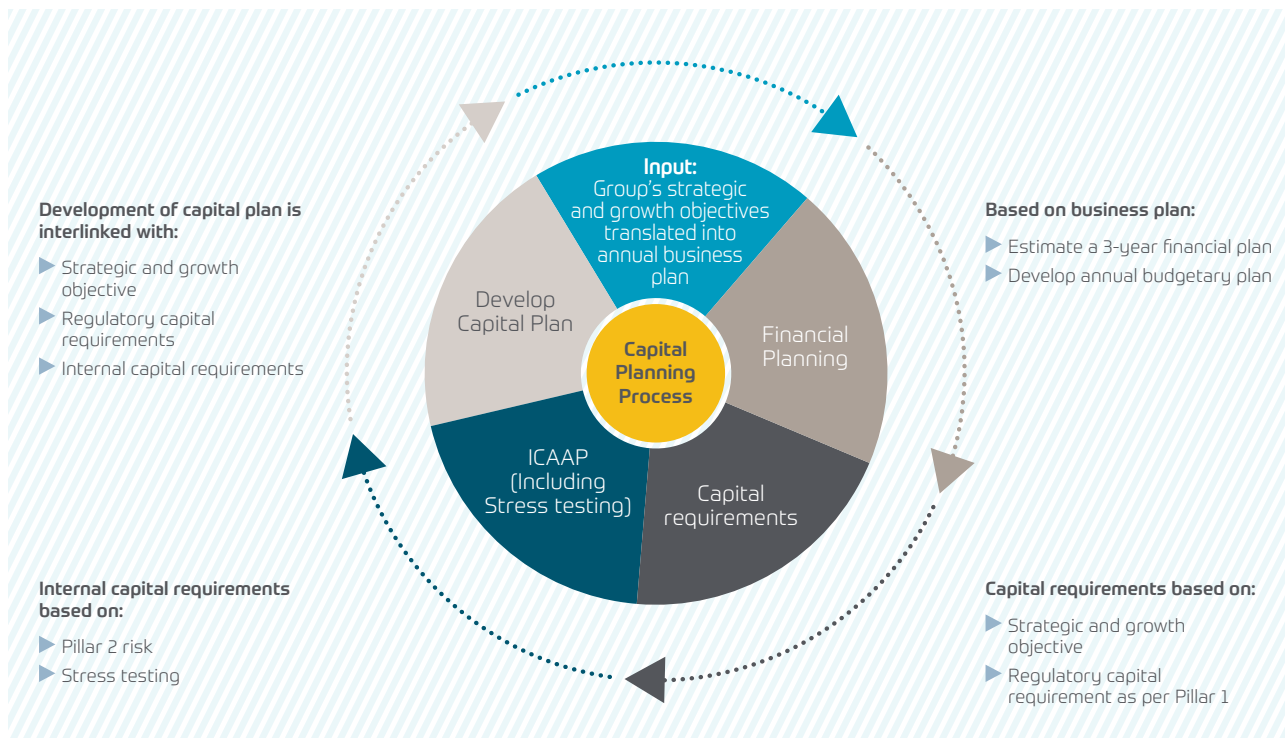 Input:
Group's strategic
and growth objectives
translated into
annual business
plan
Financial
Planning
Capital
requirements
ICAAP
(Including
Stress testing)
Develop
Capital Plan
Capital
Planning
Process
Based on business plan:
Estimate a 3-year financial plan
Develop annual budgetary plan
Capital requirements based on:
Strategic and growth
objective
Regulatory capital
requirement as per Pillar 1
Internal capital requirements
based on:
Pillar 2 risk
Stress testing
Development of capital plan is
interlinked with:
Strategic and growth
objective
Regulatory capital
requirements
Internal capital requirements